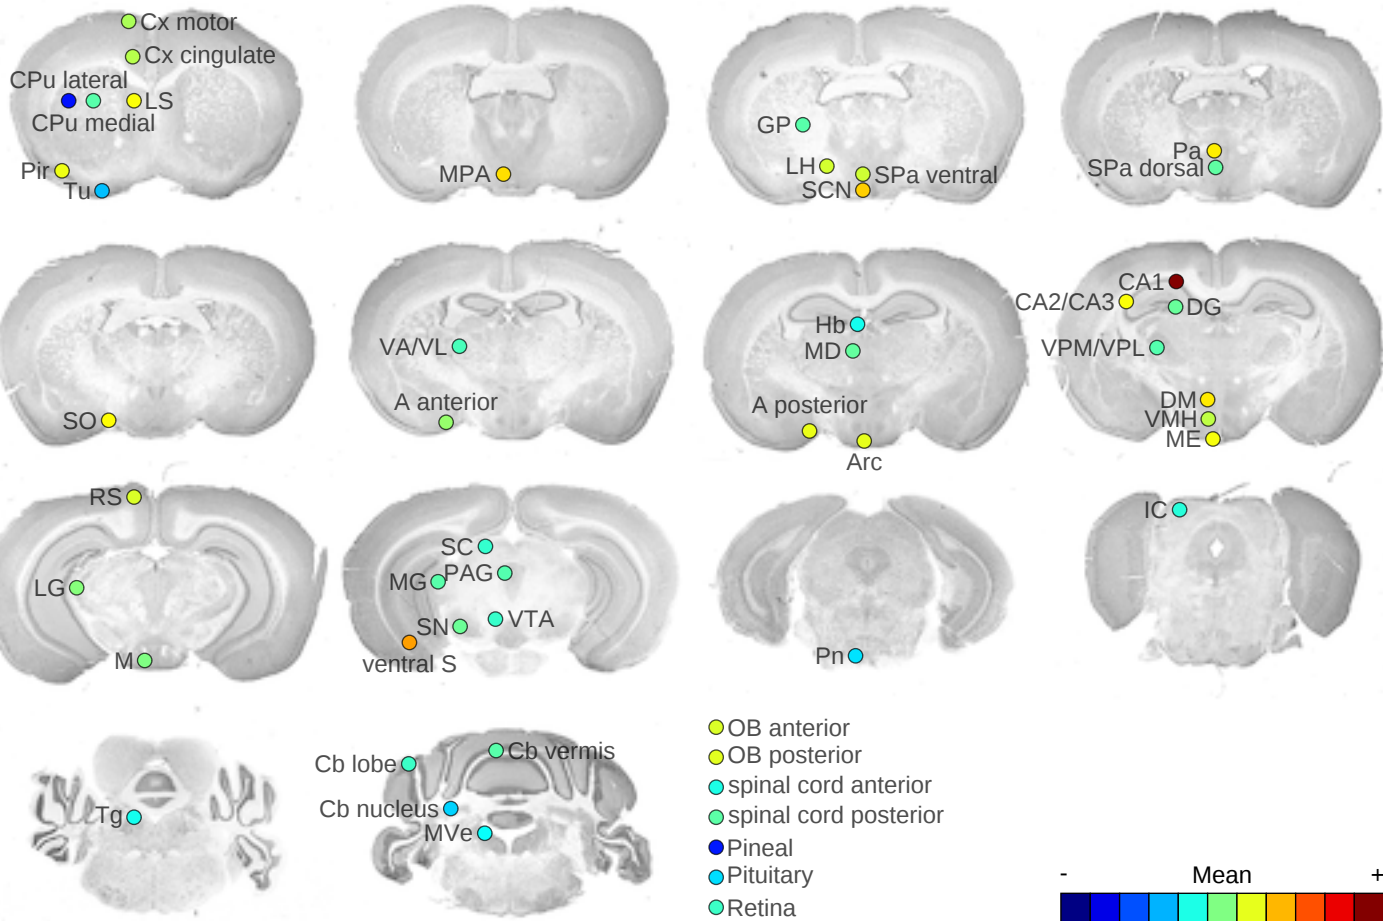 Cx motor
Cx cingulate
CPu lateral
LS
CPu medial
Pir
Tu
MPA
GP
LH
SPa ventral
SCN
Pa
SPa dorsal
SO
VA/VL
A anterior
Hb
MD
A posterior
Arc
CA1
CA2/CA3
DG
VPM/VPL
DM
VMH
ME
RS
LG
M
SC
MG
PAG
SN
VTA
ventral S
Pn
IC
Tg
Cb lobe
Cb vermis
Cb nucleus
MVe
OB anterior
OB posterior
spinal cord anterior
spinal cord posterior
Pineal
Pituitary
Retina
- Mean +